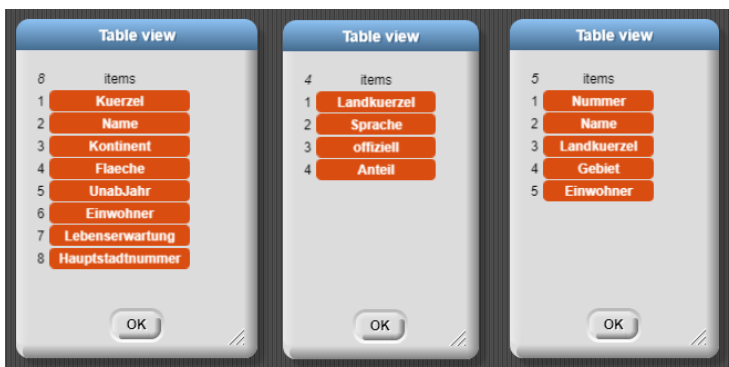 Table view
8 items
1 Kuerzel
2 Name
3 Kontinent
4 Flaeche
5 UnabJahr
6 Einwohner
7 Lebenserwartung
8 Hauptstadtnummer
OK
Table view
4 items
1 Landkuerzel
2 Sprache
3 offiziell
4 Anteil
OK
Table view
5 items
1 Nummer
2 Name
3 Landkuerzel
4 Gebiet
5 Einwohner
OK